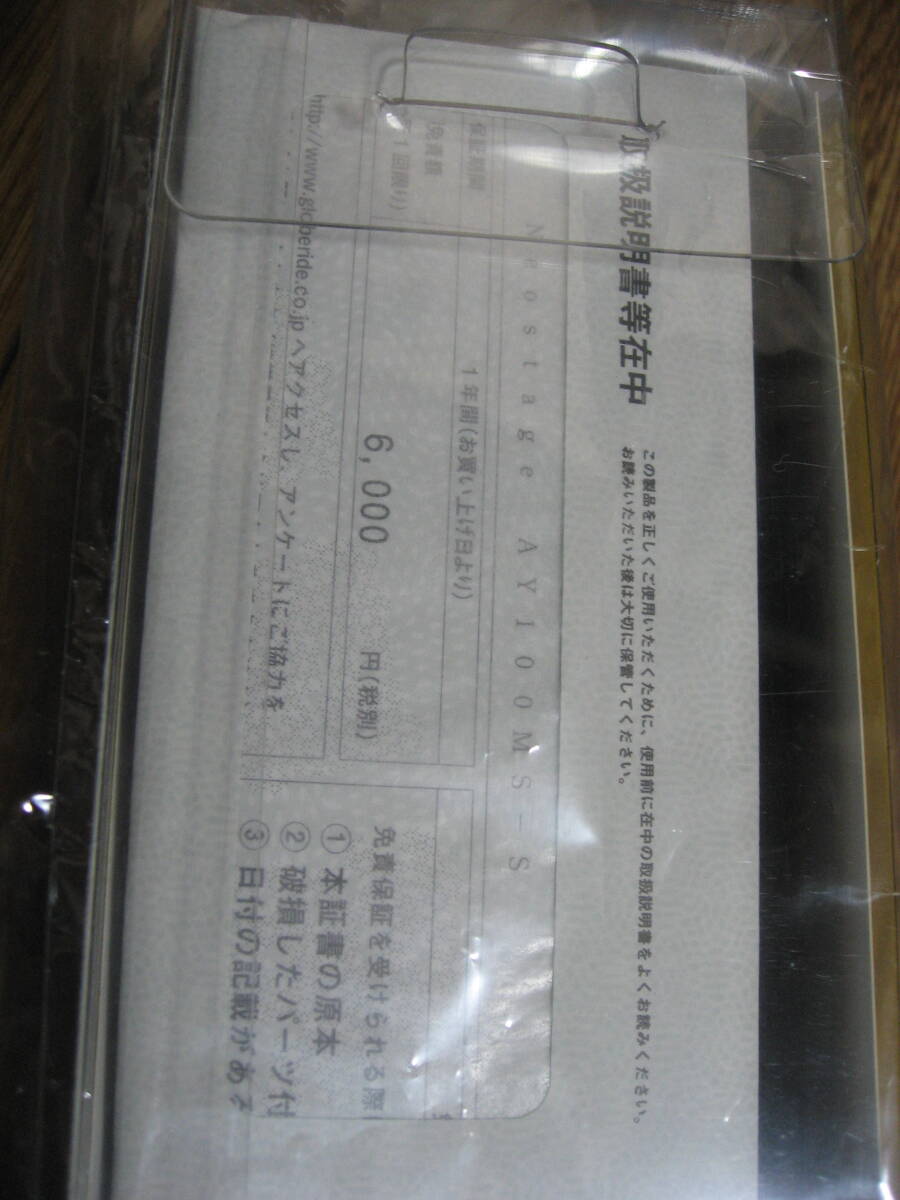 取扱説明書等在中
この製品を正しくご使用いただくために、使用前に在中の取扱説明書をよくお読みください。
お読みいただいた後は大切に保管してください。
Neostage AY100MS-S
保証期間
1年間(お買い上げ日より)
免責額
1回限り)
6,000 円(税別)
http://www.globeride.co.jp へアクセスし、アンケートにご協力を
免責保証を受けられる際
① 本証書の原本
② 破損したパーツ付
③ 日付の記載がある